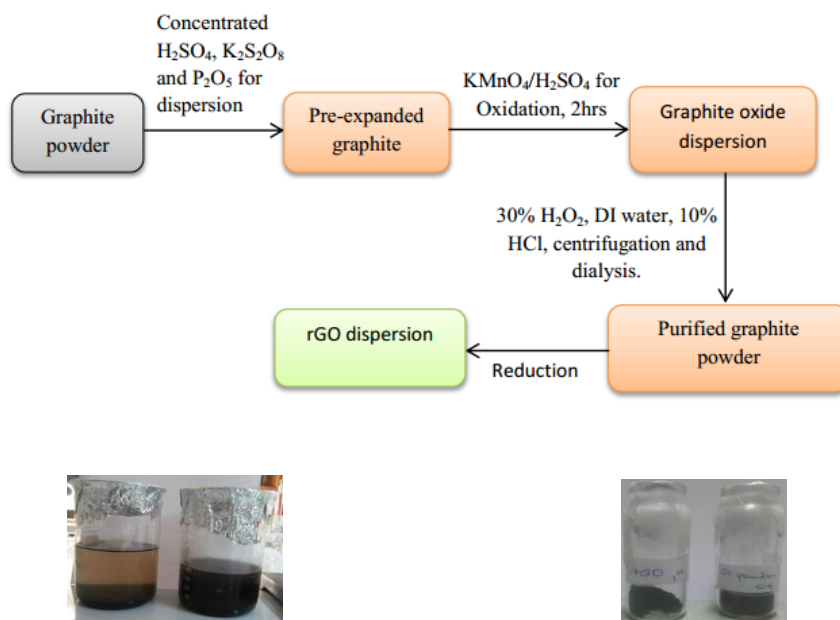 Concentrated
H₂SO₄, K₂S₂O₈
and P₂O₅ for
dispersion
Graphite
powder
Pre-expanded
graphite
KMnO₄/H₂SO₄ for
Oxidation, 2hrs
Graphite oxide
dispersion
30% H₂O₂, DI water, 10%
HCl, centrifugation and
dialysis.
Purified graphite
powder
Reduction
rGO dispersion
rGO
powder